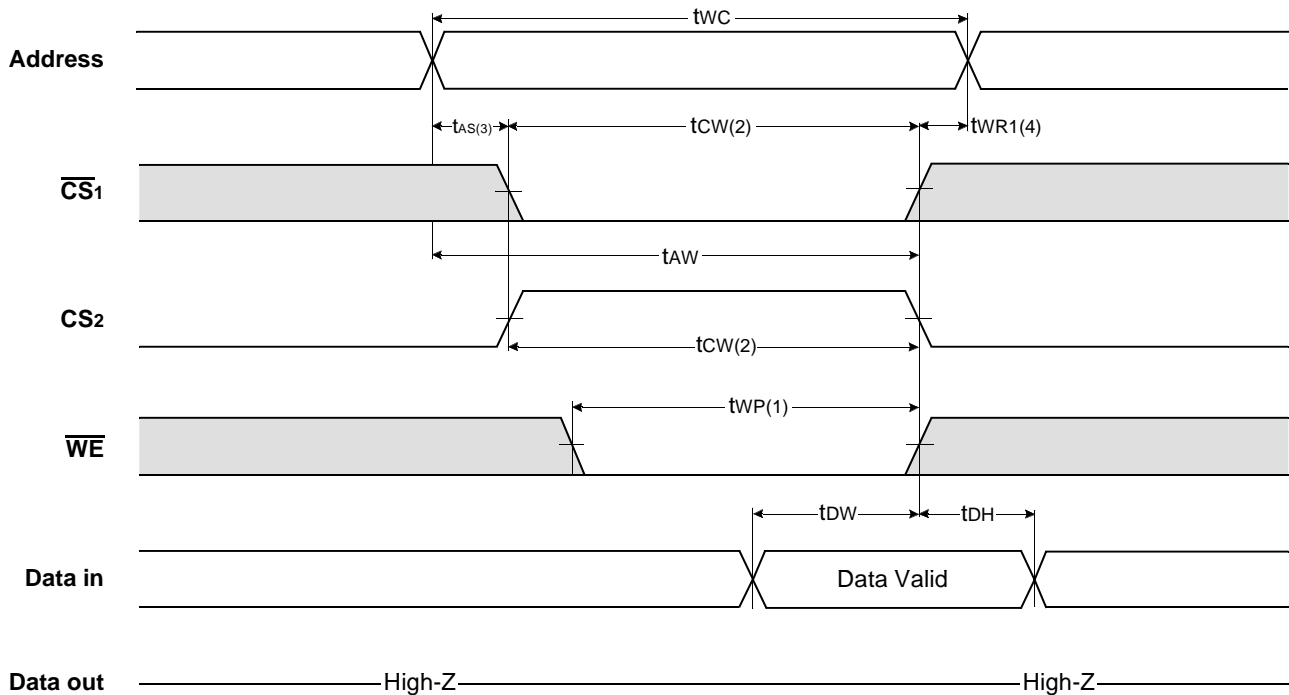 tWC
Address
tAS(3) tCW(2) tWR1(4)
CS1
tAW
CS2
tCW(2)
tWP(1)
WE
tDW tDH
Data in Data Valid
Data out High-Z High-Z